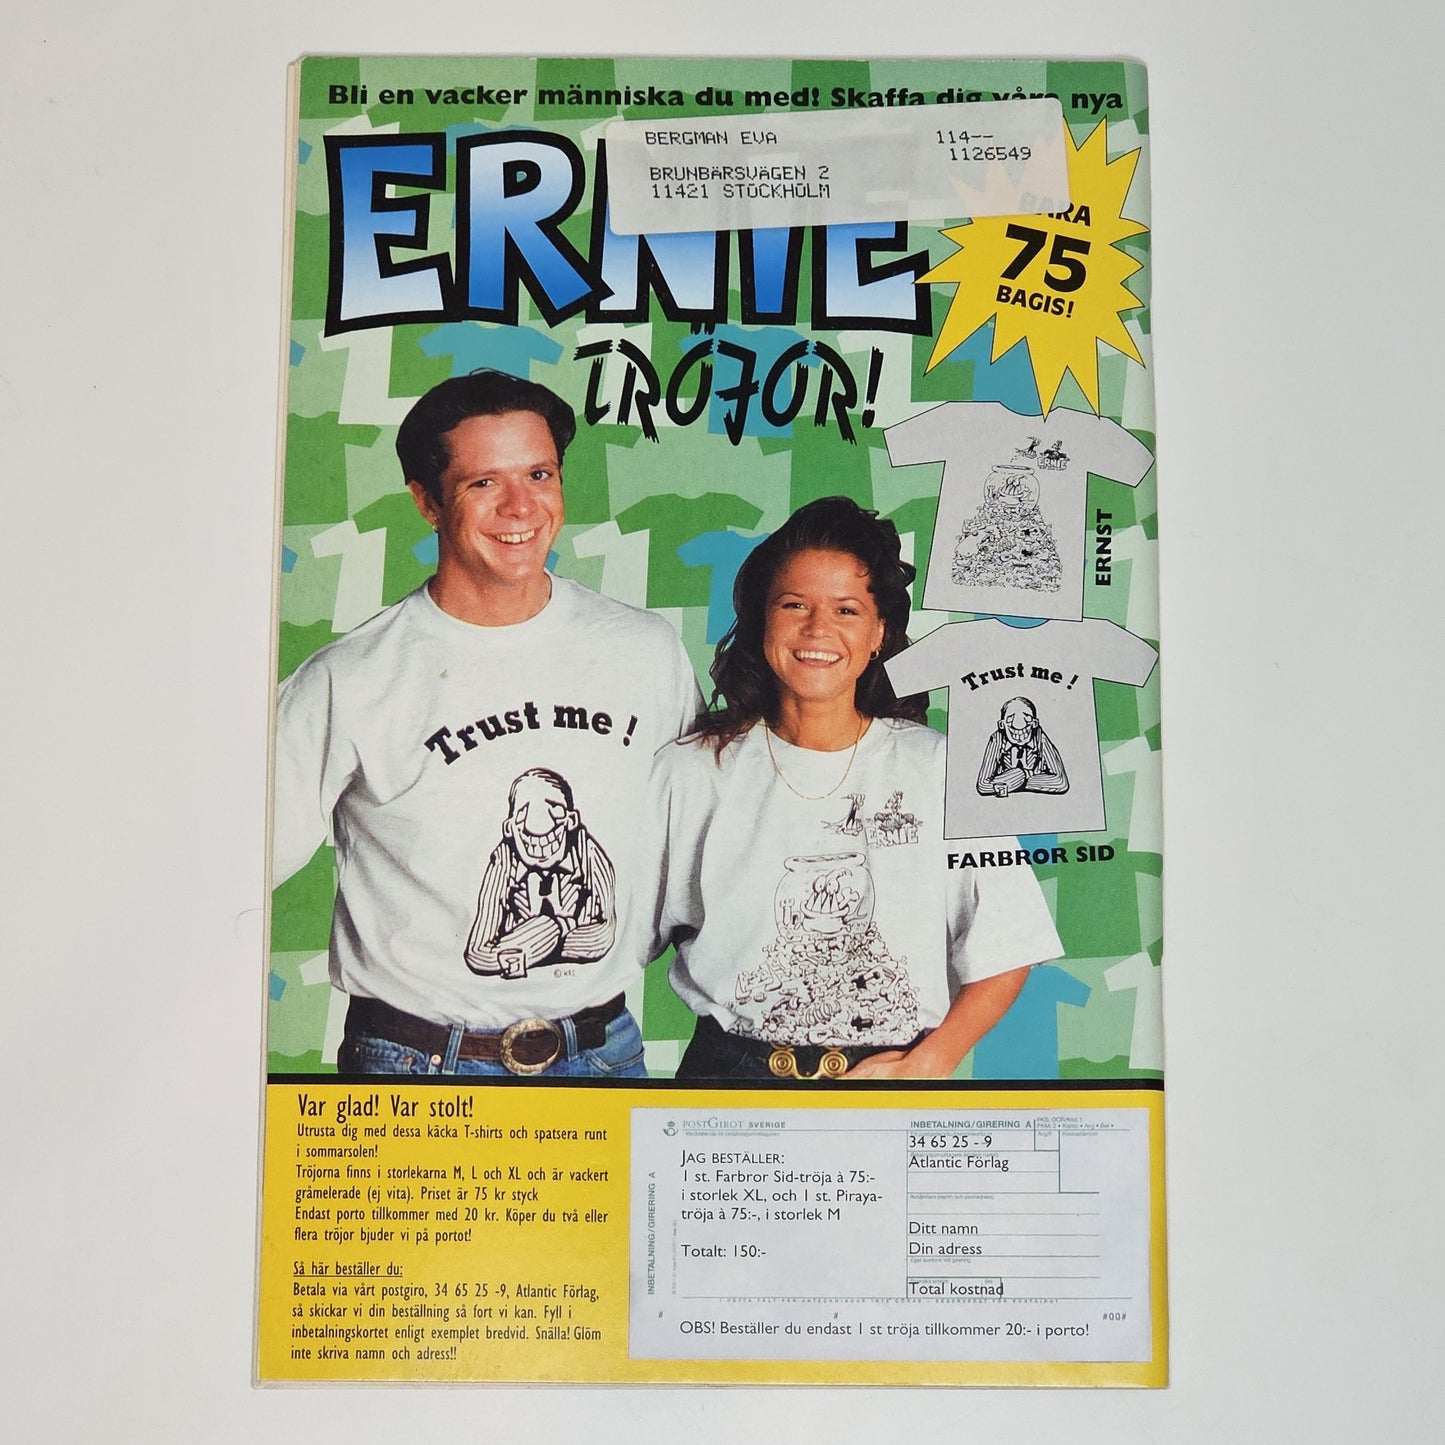 Bli en vacker människa du med! Skaffa dig våra nya
BERGMAN EVA 114--
1126549
BRUNBÄRSVÄGEN 2
11421 STOCKHOLM
ERNIE
TRÖJOR!
BARA
75
BAGIS!
ERNIE
ERNST
Trust me!
FARBROR SID
Trust me!
© KFS
ERNIE
Var glad! Var stolt!
Utrusta dig med dessa käcka T-shirts och spatsera runt
i sommarsolen!
Tröjorna finns i storlekarna M, L och XL och är vackert
gråmelerade (ej vita). Priset är 75 kr styck
Endast porto tillkommer med 20 kr. Köper du två eller
flera tröjor bjuder vi på portot!
Så här beställer du:
Betala via vårt postgiro, 34 65 25 -9, Atlantic Förlag,
så skickar vi din beställning så fort vi kan. Fyll i
inbetalningskortet enligt exemplet bredvid. Snälla! Glöm
inte skriva namn och adress!!
POSTGIROT SVERIGE
INBETALNING/GIRERING A
INBETALNING/GIRERING A
JAG BESTÄLLER:
1 st. Farbror Sid-tröja à 75:-
i storlek XL, och 1 st. Piraya-
tröja à 75:-, i storlek M
Totalt: 150:-
34 65 25 - 9
Atlantic Förlag
Avgift
Ditt namn
Din adress
Total kostnad
# # #00#
OBS! Beställer du endast 1 st tröja tillkommer 20:- i porto!